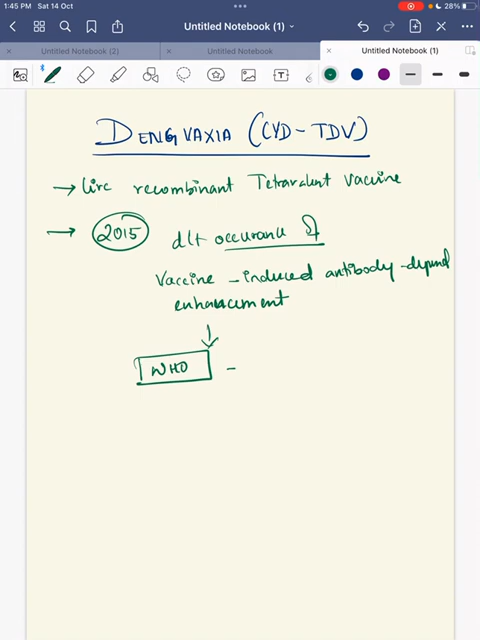 1:45 PM Sat 14 Oct 28%
Untitled Notebook (1)
Untitled Notebook (2) Untitled Notebook Untitled Notebook (1)
DENGVAXIA (CYD-TDV)
→ Live recombinant Tetravalent Vaccine
→ 2015 d/t occurance of
Vaccine -induced antibody -depend
enhancement
↓
WHO -